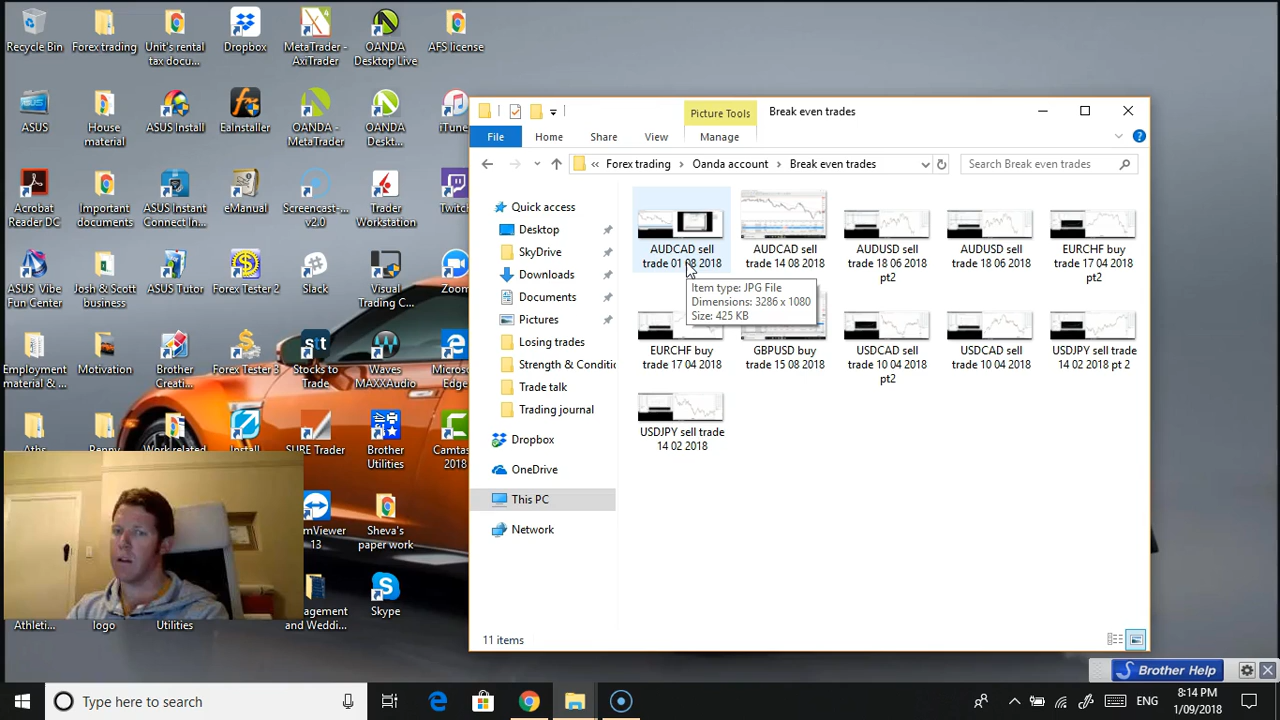 Recycle Bin
Forex trading
Unit's rental
tax docu...
Dropbox
MetaTrader -
AxiTrader
OANDA
Desktop Live
AFS license
ASUS
House
material
ASUS Install
EaInstaller
OANDA -
MetaTrader
OANDA
Deskt...
iTune
Acrobat
Reader DC
Important
documents
ASUS Instant
Connect
eManual
Screencast-...
v2.0
Trader
Workstation
Twitch
ASUS Vibe
Fun Center
Josh & Scott
business
ASUS Tutor
Forex Tester 2
Slack
Visual
Trading C...
Zoom
Employment
material & ...
Motivation
Brother
Creati...
Forex Tester 3
Stocks to
Trade
Waves
MAXXAudio
Microso
Edge
Aths
Penny
Work related
Install
SURE Trader
Brother
Utilities
Camtas
2018
13
Sheva's
paper work
Athleti...
logo
Utilities
agement
and Weddi...
Skype
Picture Tools
Break even trades
File
Home
Share
View
Manage
« Forex trading > Oanda account > Break even trades
Search Break even trades
Quick access
Desktop
SkyDrive
Downloads
Documents
Pictures
Losing trades
Strength & Conditic
Trade talk
Trading journal
Dropbox
OneDrive
This PC
Network
AUDCAD sell
trade 01 08 2018
AUDCAD sell
trade 14 08 2018
AUDUSD sell
trade 18 06 2018
pt2
AUDUSD sell
trade 18 06 2018
EURCHF buy
trade 17 04 2018
pt2
Item type: JPG File
Dimensions: 3286 x 1080
Size: 425 KB
EURCHF buy
trade 17 04 2018
GBPUSD buy
trade 15 08 2018
USDCAD sell
trade 10 04 2018
pt2
USDCAD sell
trade 10 04 2018
USDJPY sell trade
14 02 2018 pt 2
USDJPY sell trade
14 02 2018
11 items
Brother Help
Type here to search
ENG
8:14 PM
1/09/2018